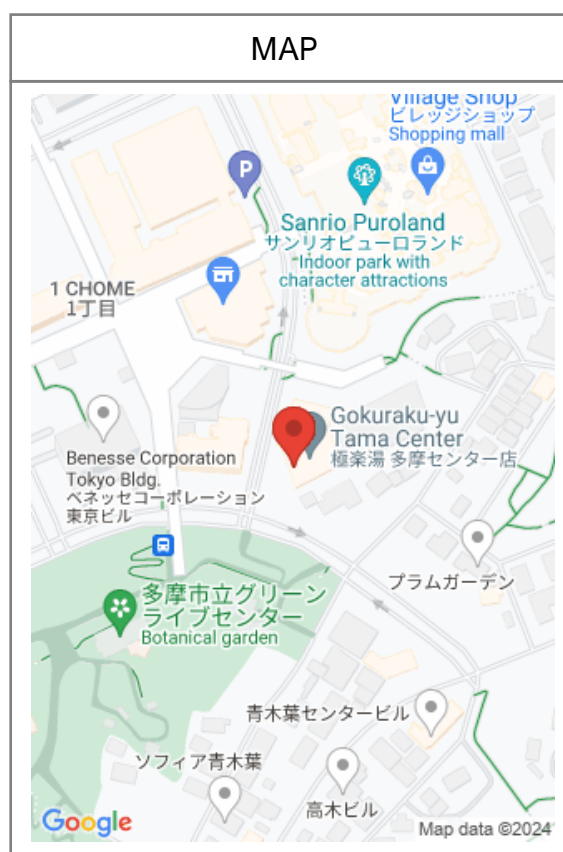 MAP
Village Shop
ビレッジショップ
Shopping mall
P
Sanrio Puroland
サンリオピューロランド
Indoor park with
character attractions
1 CHOME
1丁目
Gokuraku-yu
Tama Center
極楽湯 多摩センター店
Benesse Corporation
Tokyo Bldg.
ベネッセコーポレーション
東京ビル
プラムガーデン
多摩市立グリーン
ライブセンター
Botanical garden
青木葉センタービル
ソフィア青木葉
高木ビル
Google
Map data ©2024